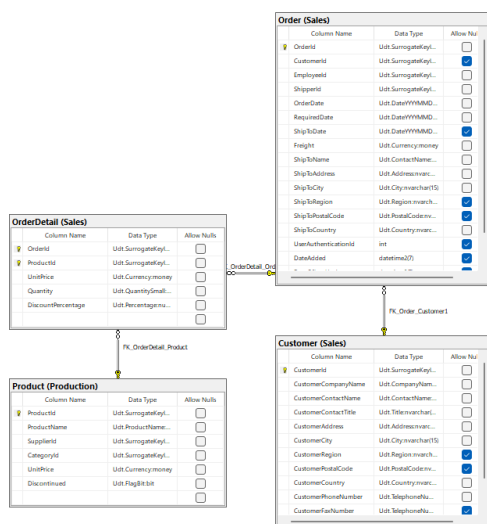 Order (Sales)
Column Name Data Type Allow Nul
OrderId Udt.SurrogateKeyI...
CustomerId Udt.SurrogateKeyI...
EmployeeId Udt.SurrogateKeyI...
ShipperId Udt.SurrogateKeyI...
OrderDate Udt.DateYYYYMMD...
RequiredDate Udt.DateYYYYMMD...
ShipToDate Udt.DateYYYYMMD...
Freight Udt.Currency:money
ShipToName Udt.ContactName:...
ShipToAddress Udt.Address:nvarc...
ShipToCity Udt.City:nvarchar(15)
ShipToRegion Udt.Region:nvarch...
ShipToPostalCode Udt.PostalCode:nv...
ShipToCountry Udt.Country:nvarc...
UserAuthenticationId int
DateAdded datetime2(7)
OrderDetail (Sales)
Column Name Data Type Allow Nulls
OrderId Udt.SurrogateKeyI...
ProductId Udt.SurrogateKeyI...
UnitPrice Udt.Currency:money
Quantity Udt.QuantitySmall:...
DiscountPercentage Udt.Percentage:nu...
_OrderDetail_Ord
FK_OrderDetail_Product
FK_Order_Customer1
Product (Production)
Column Name Data Type Allow Nulls
ProductId Udt.SurrogateKeyI...
ProductName Udt.ProductName:...
SupplierId Udt.SurrogateKeyI...
CategoryId Udt.SurrogateKeyI...
UnitPrice Udt.Currency:money
Discontinued Udt.FlagBit:bit
Customer (Sales)
Column Name Data Type Allow Nul
CustomerId Udt.SurrogateKeyI...
CustomerCompanyName Udt.CompanyNam...
CustomerContactName Udt.ContactName:...
CustomerContactTitle Udt.Title:nvarchar(...
CustomerAddress Udt.Address:nvarc...
CustomerCity Udt.City:nvarchar(15)
CustomerRegion Udt.Region:nvarch...
CustomerPostalCode Udt.PostalCode:nv...
CustomerCountry Udt.Country:nvarc...
CustomerPhoneNumber Udt.TelephoneNu...
CustomerFaxNumber Udt.TelephoneNu...